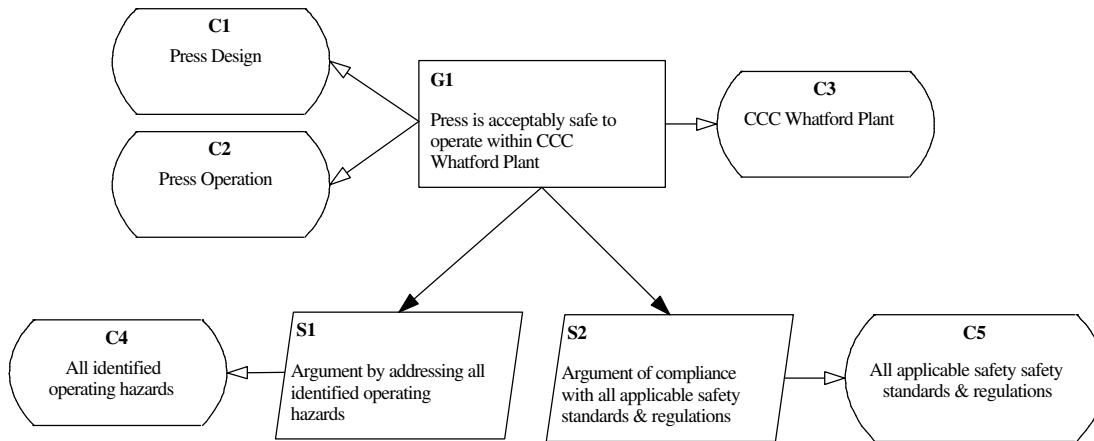 C1
Press Design
C2
Press Operation
G1
Press is acceptably safe to
operate within CCC
Whatford Plant
C3
CCC Whatford Plant
C4
All identified
operating hazards
S1
Argument by addressing all
identified operating
hazards
S2
Argument of compliance
with all applicable safety
standards & regulations
C5
All applicable safety safety
standards & regulations